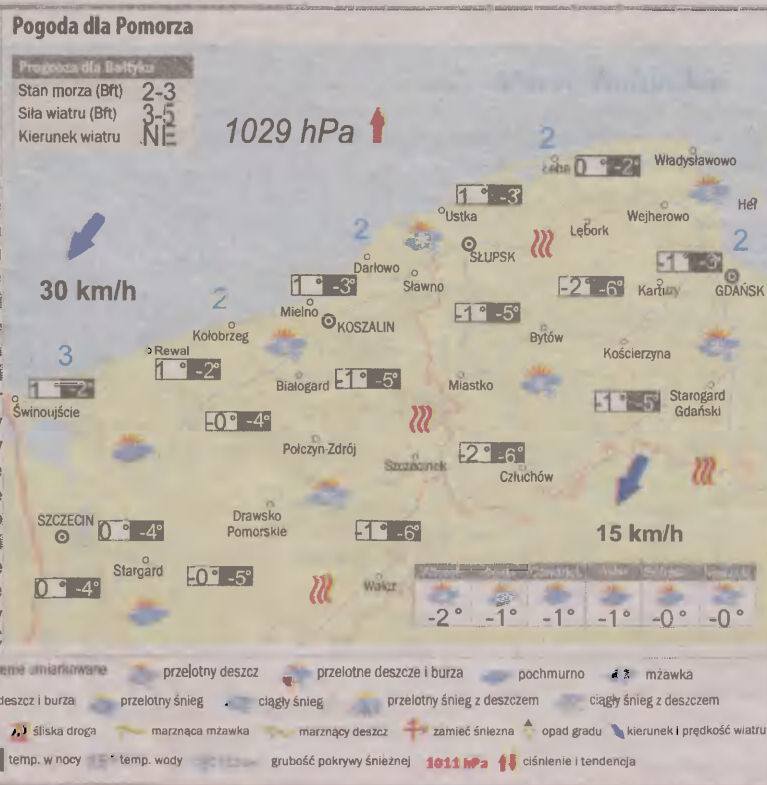 Pogoda dla Pomorza
Prognoza dla Bałtyku
Stan morza (Bft) 2-3
Siła wiatru (Bft) 3-5
Kierunek wiatru NE
1029 hPa
2
Łeba 0 ° -2°
Władysławowo
1 ° -3°
Ustka
Hel
Wejherowo
Lębork
2
2
SŁUPSK
Darłowo
-1 ° -3°
30 km/h
1 ° -3°
Sławno
-2° -6°
Kartuzy
GDAŃSK
2
Mielno
KOSZALIN
-1 ° -5°
Kołobrzeg
Bytów
Rewal
Kościerzyna
3
1 ° -2°
1 ° -2°
Białogard
-1° -5°
Miastko
Starogard
Gdański
-1 ° -5°
Świnoujście
-0° -4°
Połczyn-Zdrój
Szczecinek
-2° -6°
Człuchów
SZCZECIN
0 ° -4°
Drawsko
Pomorskie
-1 ° -6°
15 km/h
Stargard
-0° -5°
0 ° -4°
Wałcz
-2° -1° -1° -1° -0° -0°
umiarkowane przelotny deszcz przelotne deszcze i burza pochmurno mżawka
deszcz i burza przelotny śnieg ciągły śnieg przelotny śnieg z deszczem ciągły śnieg z deszczem
śliska droga marznąca mżawka marznący deszcz zamieć śnieżna opad gradu kierunek i prędkość wiatru
temp. w nocy temp. wody grubość pokrywy śnieżnej 1011 hPa ciśnienie i tendencja